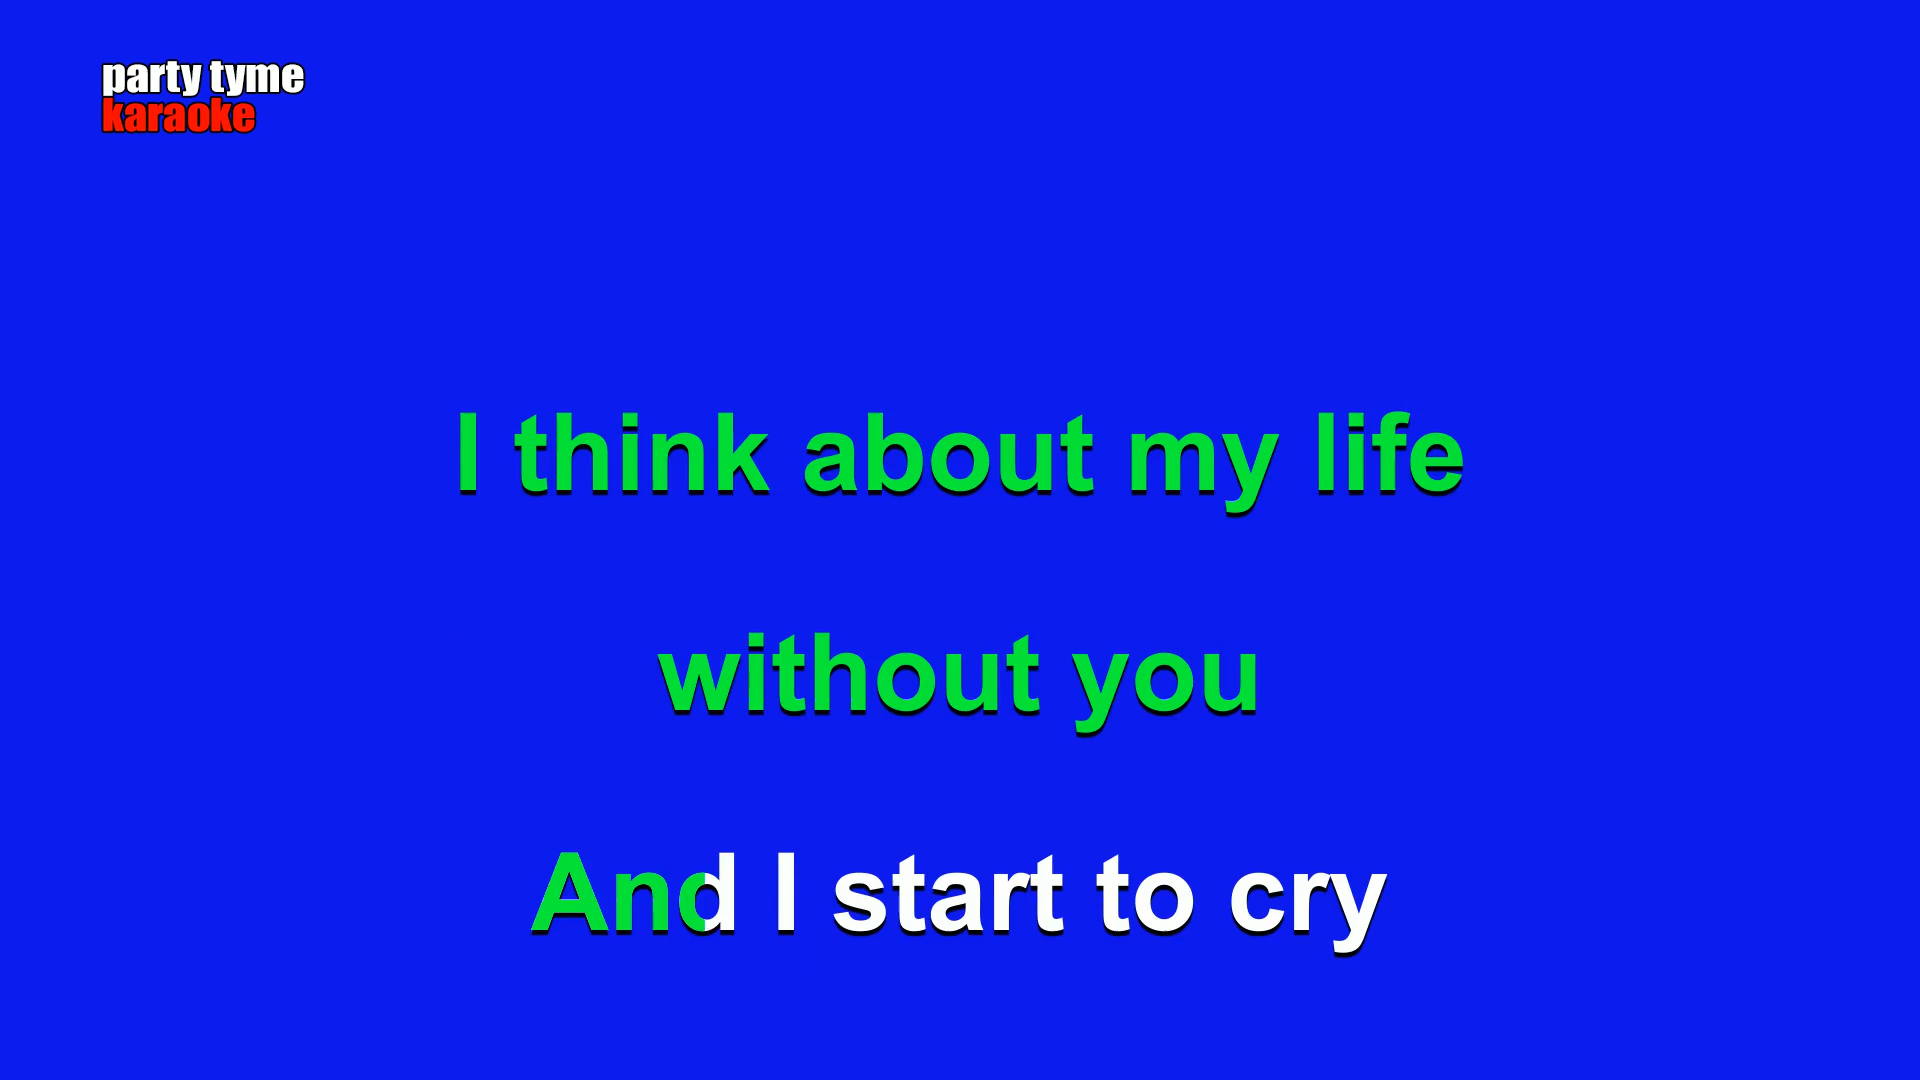 party tyme
karaoke
I think about my life
without you
And I start to cry